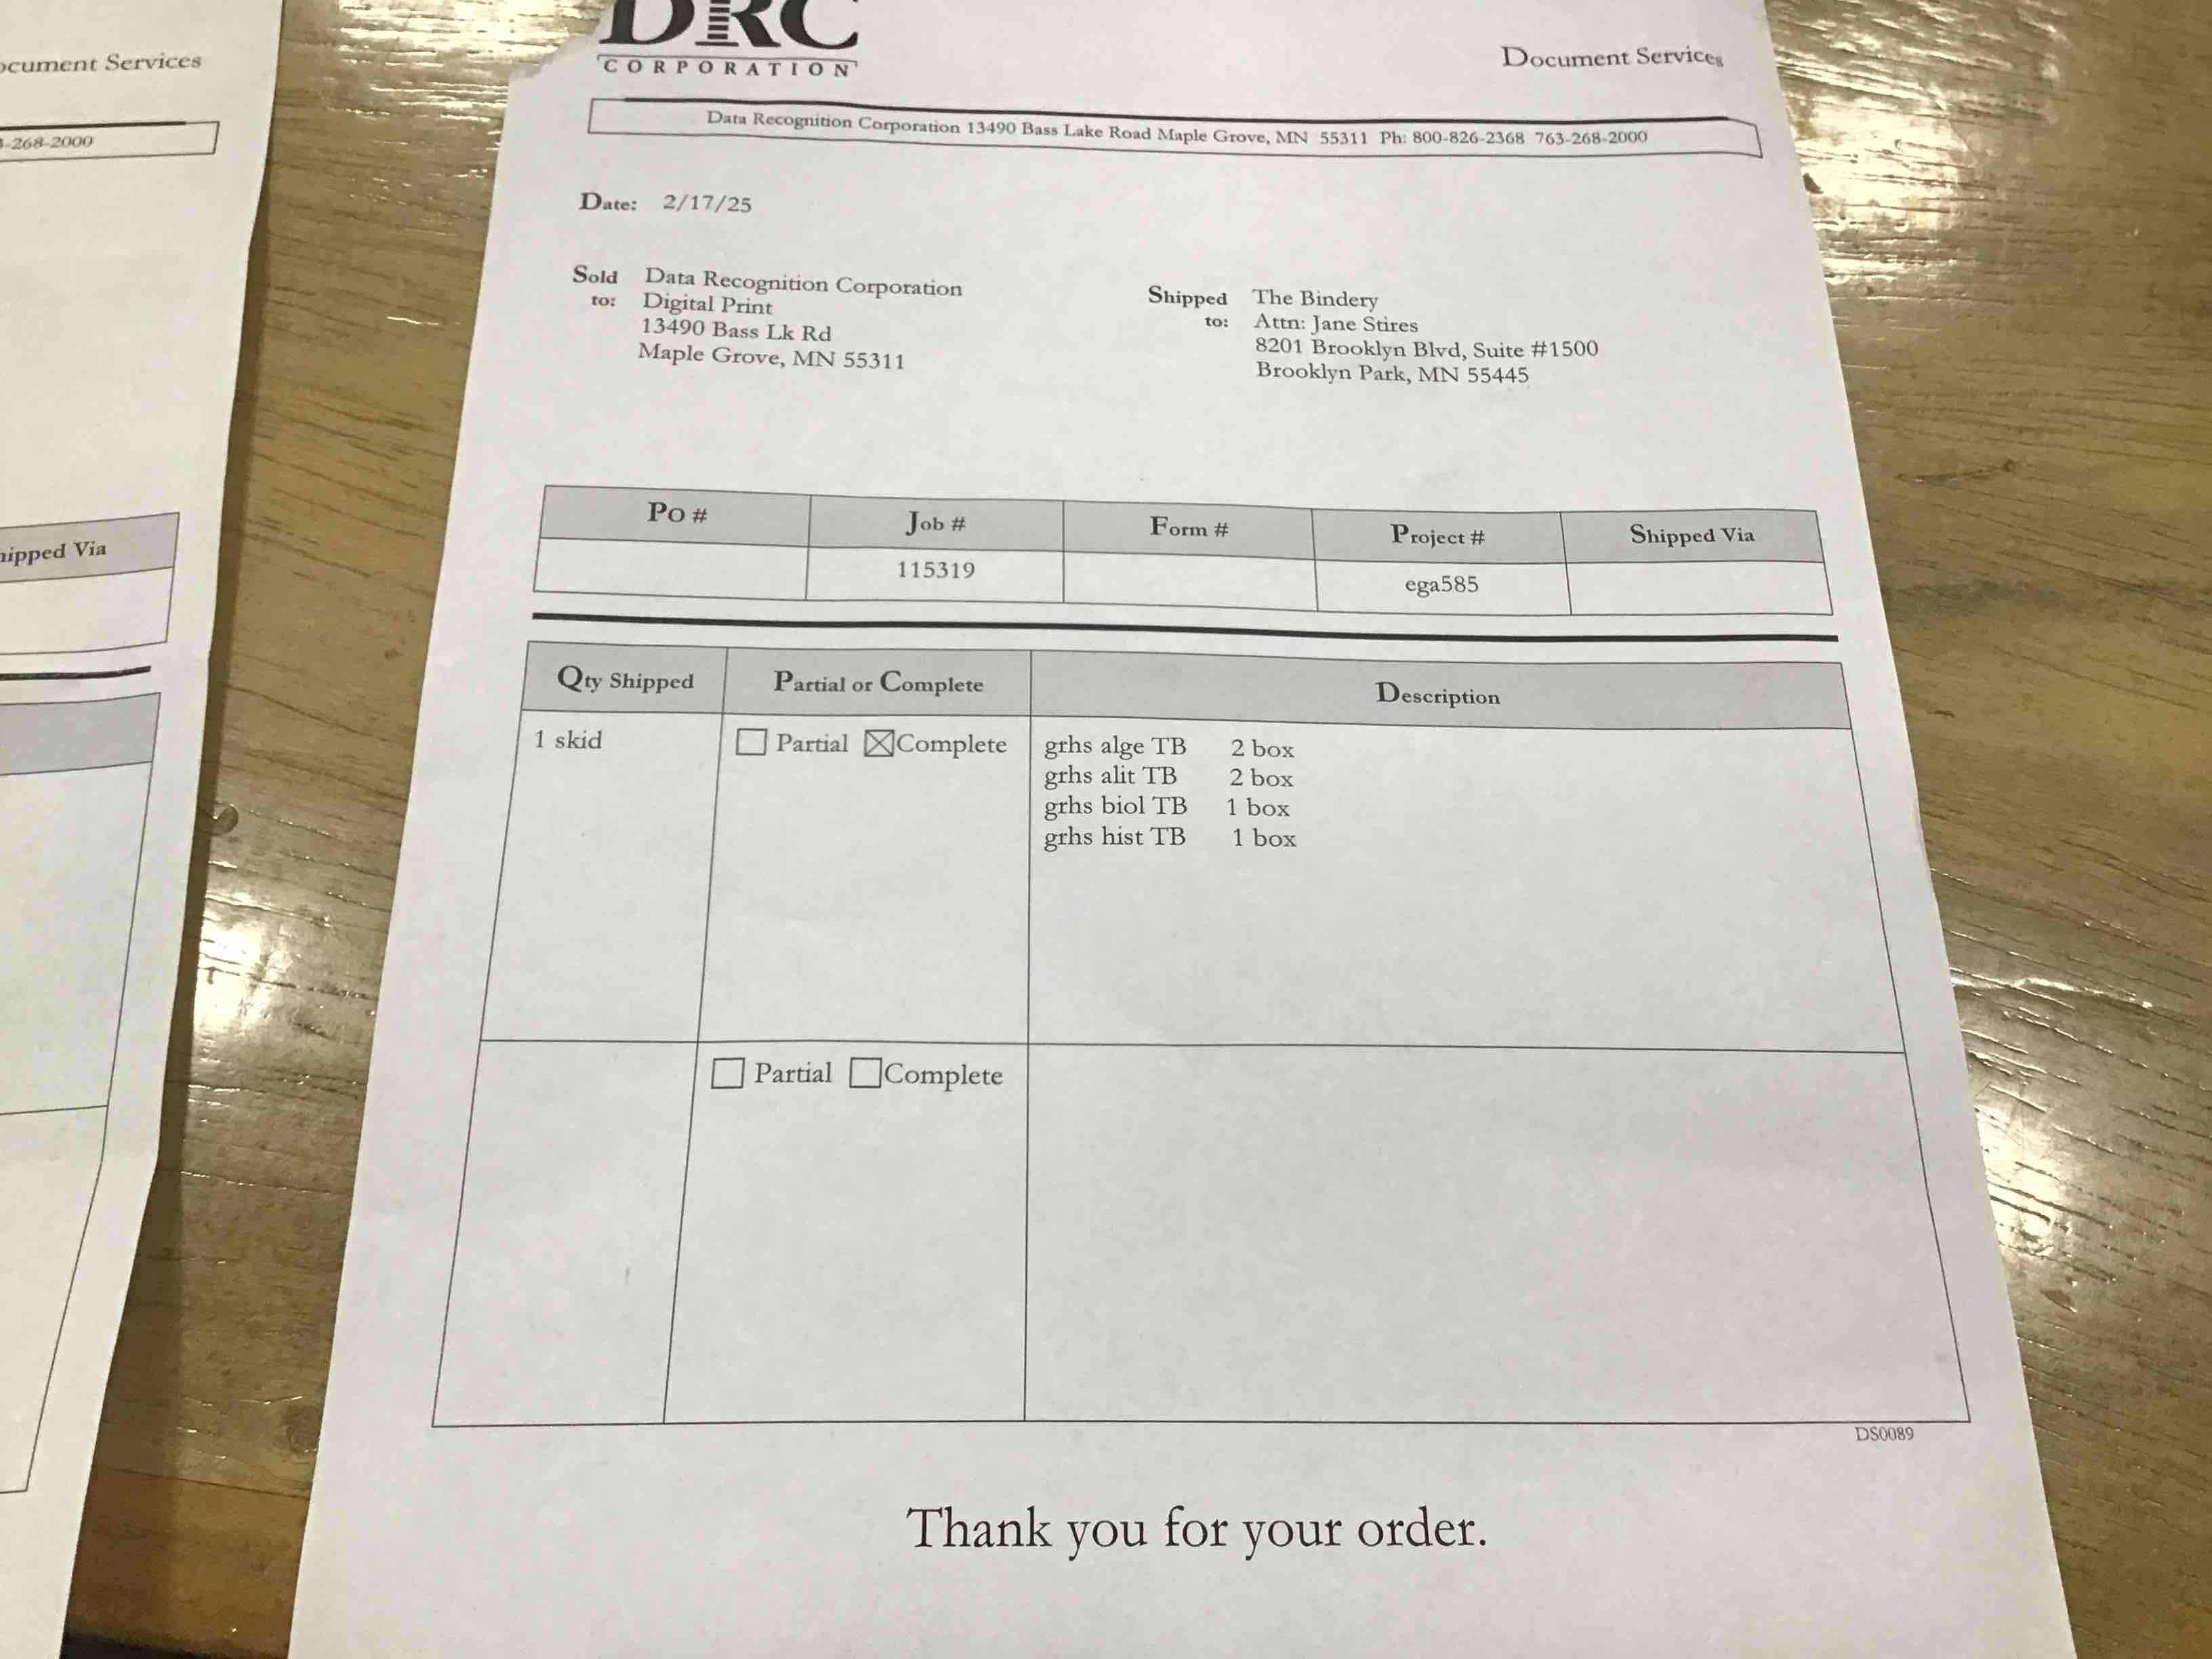 ocument Services
-268-2000
hipped Via
DRC
CORPORATION
Document Services
Data Recognition Corporation 13490 Bass Lake Road Maple Grove, MN 55311 Ph: 800-826-2368 763-268-2000
Date: 2/17/25
Sold to: Data Recognition Corporation
Digital Print
13490 Bass Lk Rd
Maple Grove, MN 55311
Shipped to: The Bindery
Attn: Jane Stires
8201 Brooklyn Blvd, Suite #1500
Brooklyn Park, MN 55445
PO # Job # Form # Project # Shipped Via
115319 ega585
Qty Shipped Partial or Complete Description
1 skid Partial Complete grhs alge TB 2 box
grhs alit TB 2 box
grhs biol TB 1 box
grhs hist TB 1 box
Partial Complete
DS0089
Thank you for your order.